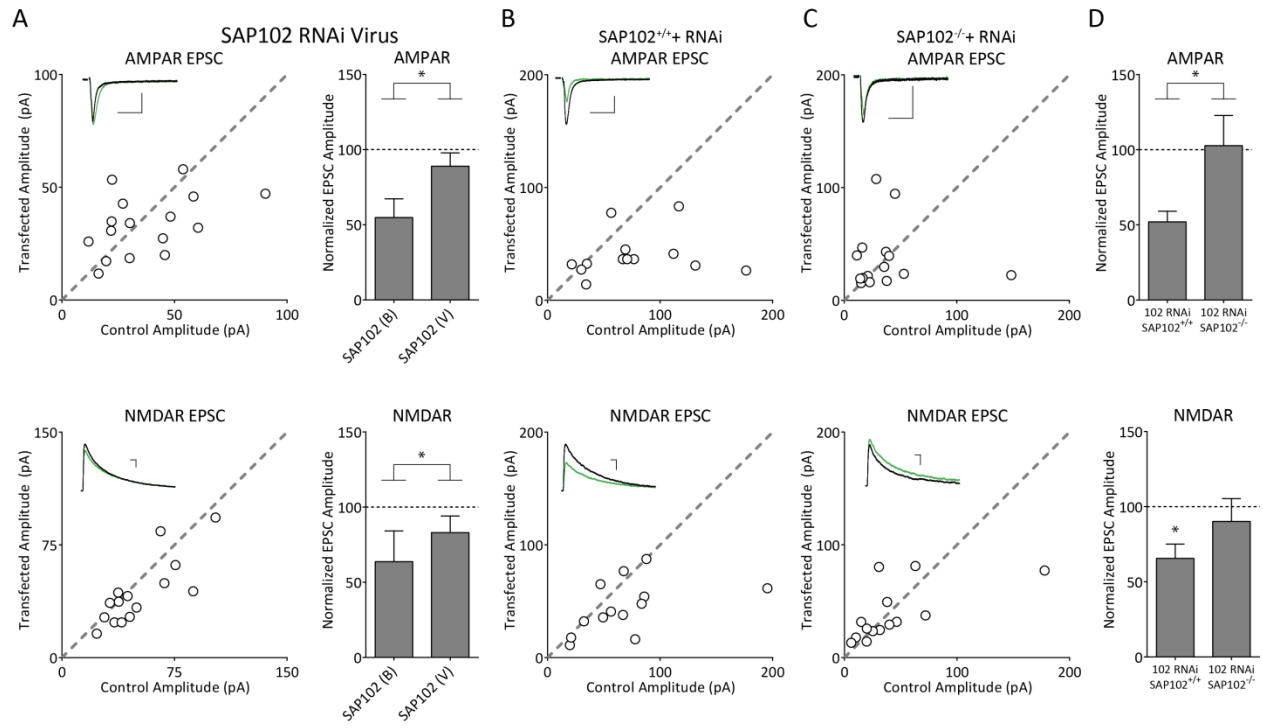 A
SAP102 RNAi Virus
AMPAR EPSC
100
50
0
0
50
100
Transfected Amplitude (pA)
Control Amplitude (pA)
AMPAR
*
150
100
50
0
Normalized EPSC Amplitude
SAP102 (B)
SAP102 (V)
B
SAP102+/++ RNAi
AMPAR EPSC
200
100
0
0
100
200
Transfected Amplitude (pA)
Control Amplitude (pA)
C
SAP102-/-+ RNAi
AMPAR EPSC
200
100
0
0
100
200
Transfected Amplitude (pA)
Control Amplitude (pA)
D
AMPAR
*
150
100
50
0
Normalized EPSC Amplitude
102 RNAi
SAP102+/+
102 RNAi
SAP102-/-
NMDAR EPSC
150
75
0
0
75
150
Transfected Amplitude (pA)
Control Amplitude (pA)
NMDAR
*
150
100
50
0
Normalized EPSC Amplitude
SAP102 (B)
SAP102 (V)
NMDAR EPSC
200
100
0
0
100
200
Transfected Amplitude (pA)
Control Amplitude (pA)
NMDAR EPSC
200
100
0
0
100
200
Transfected Amplitude (pA)
Control Amplitude (pA)
NMDAR
*
150
100
50
0
Normalized EPSC Amplitude
102 RNAi
SAP102+/+
102 RNAi
SAP102-/-